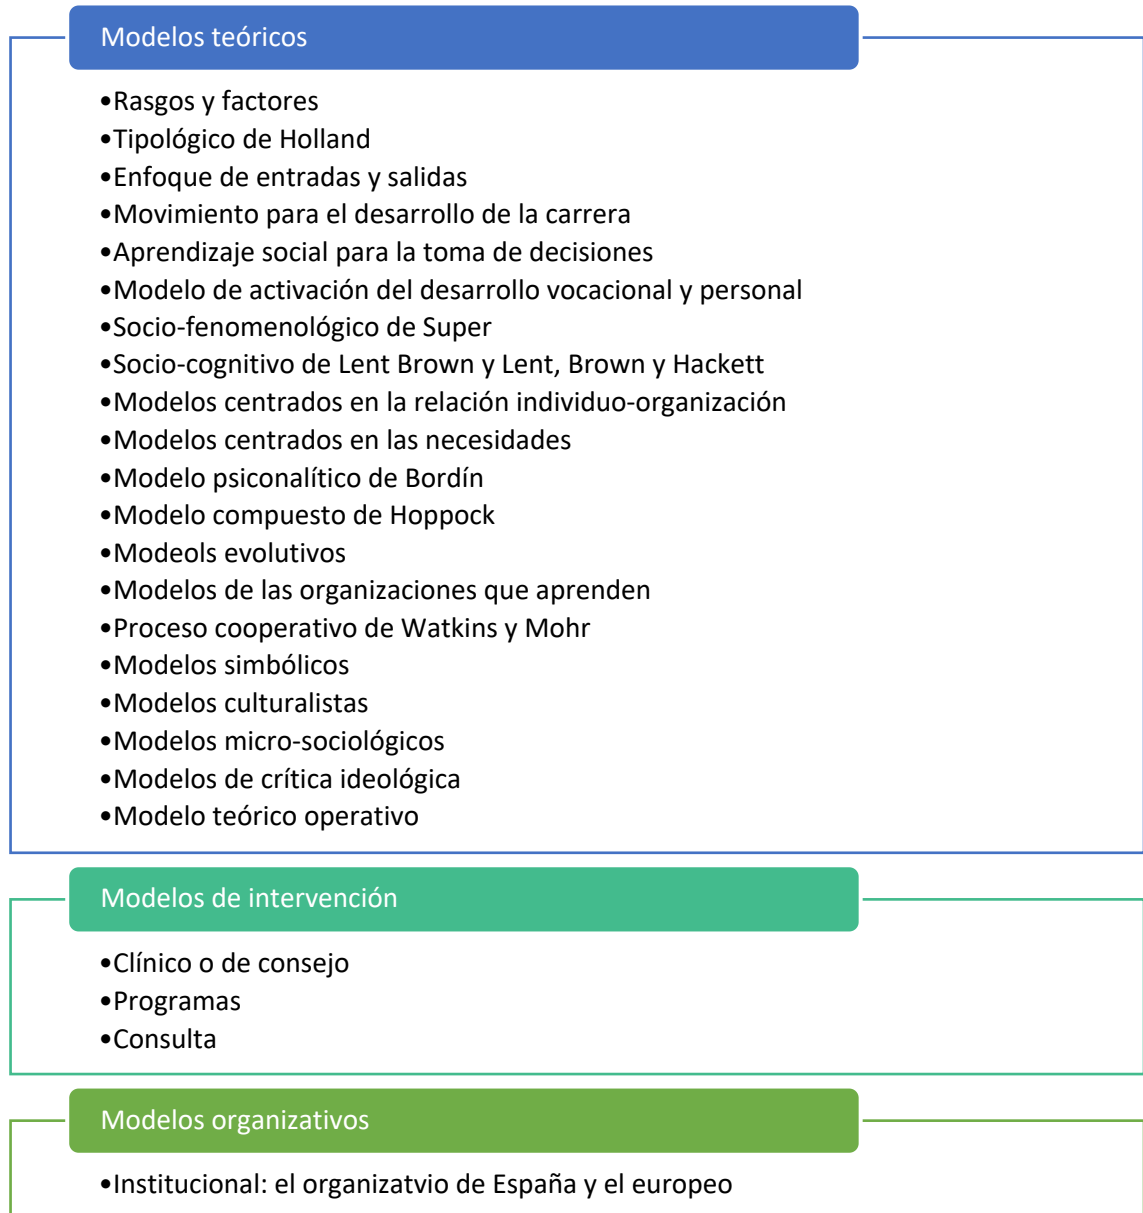 Modelos teóricos
•Rasgos y factores
•Tipológico de Holland
•Enfoque de entradas y salidas
•Movimiento para el desarrollo de la carrera
•Aprendizaje social para la toma de decisiones
•Modelo de activación del desarrollo vocacional y personal
•Socio-fenomenológico de Super
•Socio-cognitivo de Lent Brown y Lent, Brown y Hackett
•Modelos centrados en la relación individuo-organización
•Modelos centrados en las necesidades
•Modelo psiconalítico de Bordín
•Modelo compuesto de Hoppock
•Modeols evolutivos
•Modelos de las organizaciones que aprenden
•Proceso cooperativo de Watkins y Mohr
•Modelos simbólicos
•Modelos culturalistas
•Modelos micro-sociológicos
•Modelos de crítica ideológica
•Modelo teórico operativo
Modelos de intervención
•Clínico o de consejo
•Programas
•Consulta
Modelos organizativos
•Institucional: el organizatvio de España y el europeo